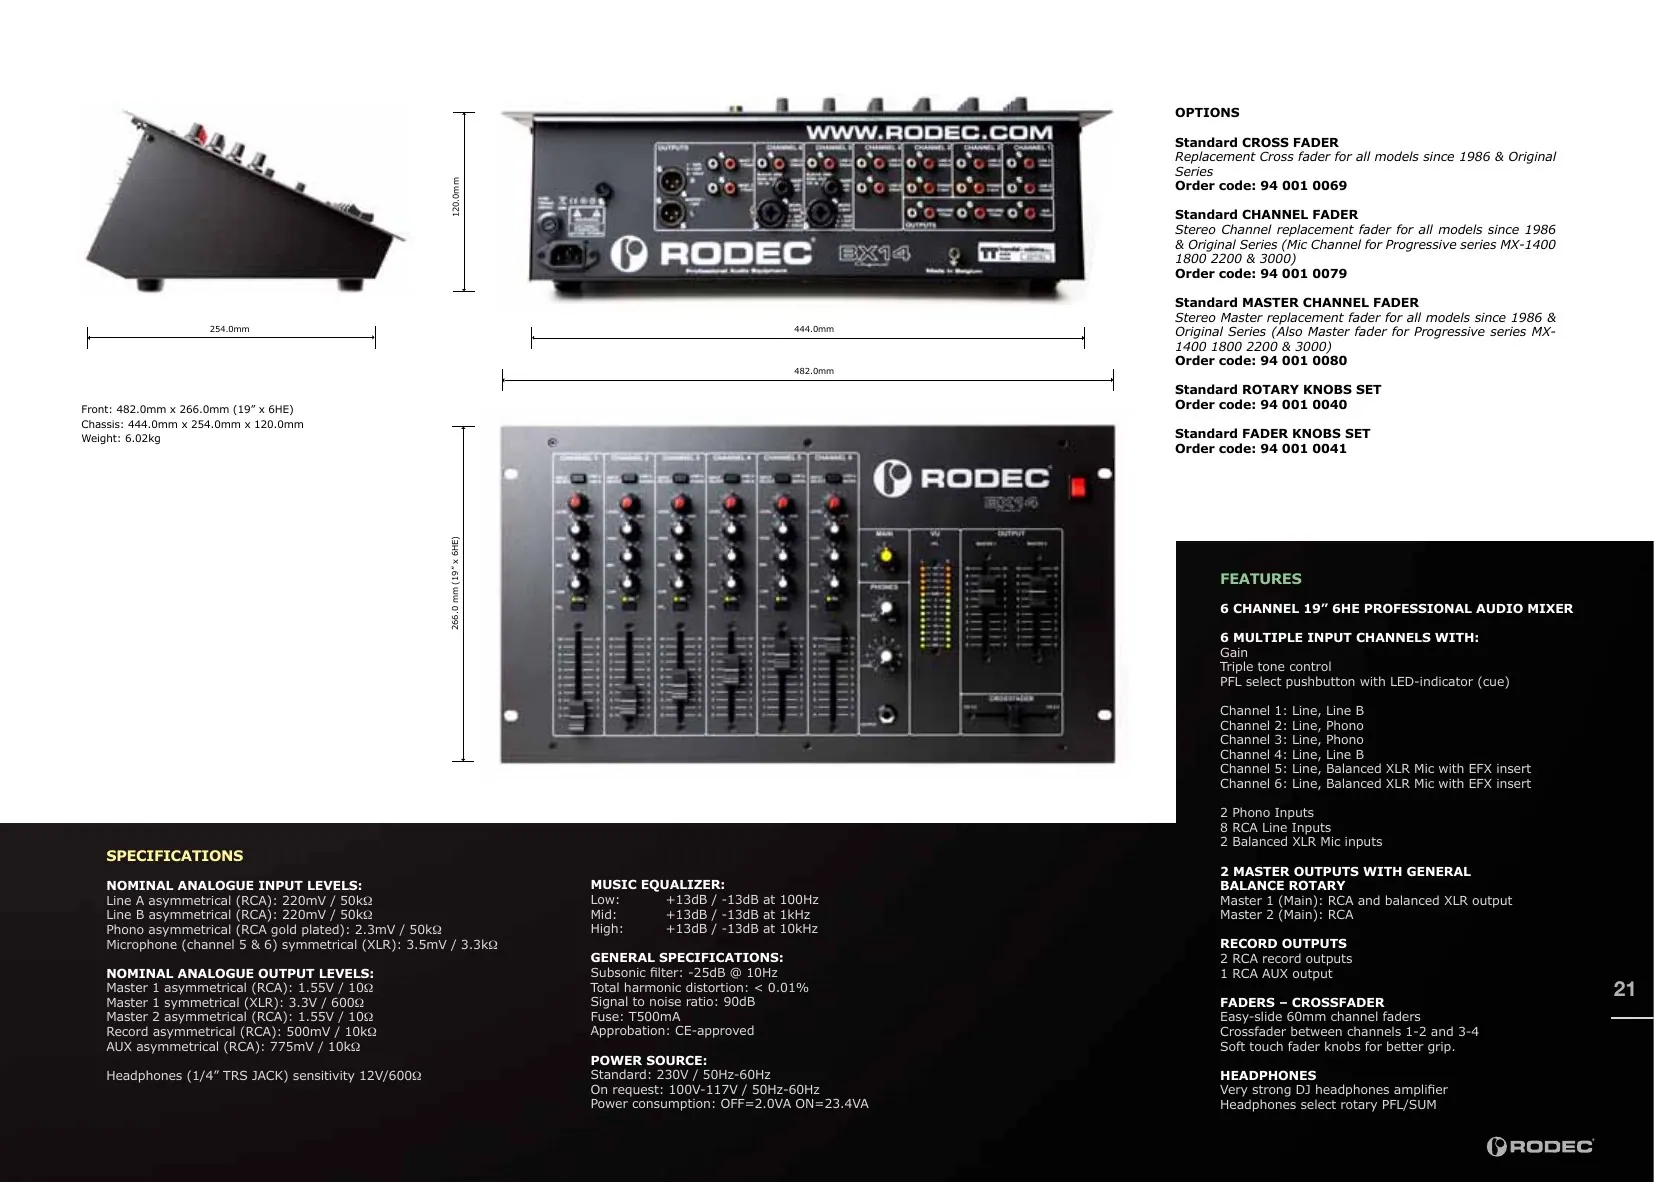 120.0mm
WWW.RODEC.COM
OUTPUTS
OUTPUTS
RODEC
BX14
Professional Audio Equipment
Made in Belgium
254.0mm
444.0mm
482.0mm
Front: 482.0mm x 266.0mm (19” x 6HE)
Chassis: 444.0mm x 254.0mm x 120.0mm
Weight: 6.02kg
266.0 mm (19” x 6HE)
CHANNEL 1
CHANNEL 2
CHANNEL 3
CHANNEL 4
CHANNEL 5
CHANNEL 6
RODEC
BX14
MAIN
VU
OUTPUT
PHONES
CROSSFADER
OPTIONS
Standard CROSS FADER
Replacement Cross fader for all models since 1986 & Original
Series
Order code: 94 001 0069
Standard CHANNEL FADER
Stereo Channel replacement fader for all models since 1986
& Original Series (Mic Channel for Progressive series MX-1400
1800 2200 & 3000)
Order code: 94 001 0079
Standard MASTER CHANNEL FADER
Stereo Master replacement fader for all models since 1986 &
Original Series (Also Master fader for Progressive series MX-
1400 1800 2200 & 3000)
Order code: 94 001 0080
Standard ROTARY KNOBS SET
Order code: 94 001 0040
Standard FADER KNOBS SET
Order code: 94 001 0041
SPECIFICATIONS
NOMINAL ANALOGUE INPUT LEVELS:
Line A asymmetrical (RCA): 220mV / 50kΩ
Line B asymmetrical (RCA): 220mV / 50kΩ
Phono asymmetrical (RCA gold plated): 2.3mV / 50kΩ
Microphone (channel 5 & 6) symmetrical (XLR): 3.5mV / 3.3kΩ
NOMINAL ANALOGUE OUTPUT LEVELS:
Master 1 asymmetrical (RCA): 1.55V / 10Ω
Master 1 symmetrical (XLR): 3.3V / 600Ω
Master 2 asymmetrical (RCA): 1.55V / 10Ω
Record asymmetrical (RCA): 500mV / 10kΩ
AUX asymmetrical (RCA): 775mV / 10kΩ
Headphones (1/4” TRS JACK) sensitivity 12V/600Ω
MUSIC EQUALIZER:
Low: +13dB / -13dB at 100Hz
Mid: +13dB / -13dB at 1kHz
High: +13dB / -13dB at 10kHz
GENERAL SPECIFICATIONS:
Subsonic filter: -25dB @ 10Hz
Total harmonic distortion: < 0.01%
Signal to noise ratio: 90dB
Fuse: T500mA
Approbation: CE-approved
POWER SOURCE:
Standard: 230V / 50Hz-60Hz
On request: 100V-117V / 50Hz-60Hz
Power consumption: OFF=2.0VA ON=23.4VA
FEATURES
6 CHANNEL 19” 6HE PROFESSIONAL AUDIO MIXER
6 MULTIPLE INPUT CHANNELS WITH:
Gain
Triple tone control
PFL select pushbutton with LED-indicator (cue)
Channel 1: Line, Line B
Channel 2: Line, Phono
Channel 3: Line, Phono
Channel 4: Line, Line B
Channel 5: Line, Balanced XLR Mic with EFX insert
Channel 6: Line, Balanced XLR Mic with EFX insert
2 Phono Inputs
8 RCA Line Inputs
2 Balanced XLR Mic inputs
2 MASTER OUTPUTS WITH GENERAL
BALANCE ROTARY
Master 1 (Main): RCA and balanced XLR output
Master 2 (Main): RCA
RECORD OUTPUTS
2 RCA record outputs
1 RCA AUX output
FADERS – CROSSFADER
Easy-slide 60mm channel faders
Crossfader between channels 1-2 and 3-4
Soft touch fader knobs for better grip.
HEADPHONES
Very strong DJ headphones amplifier
Headphones select rotary PFL/SUM
21
RODEC